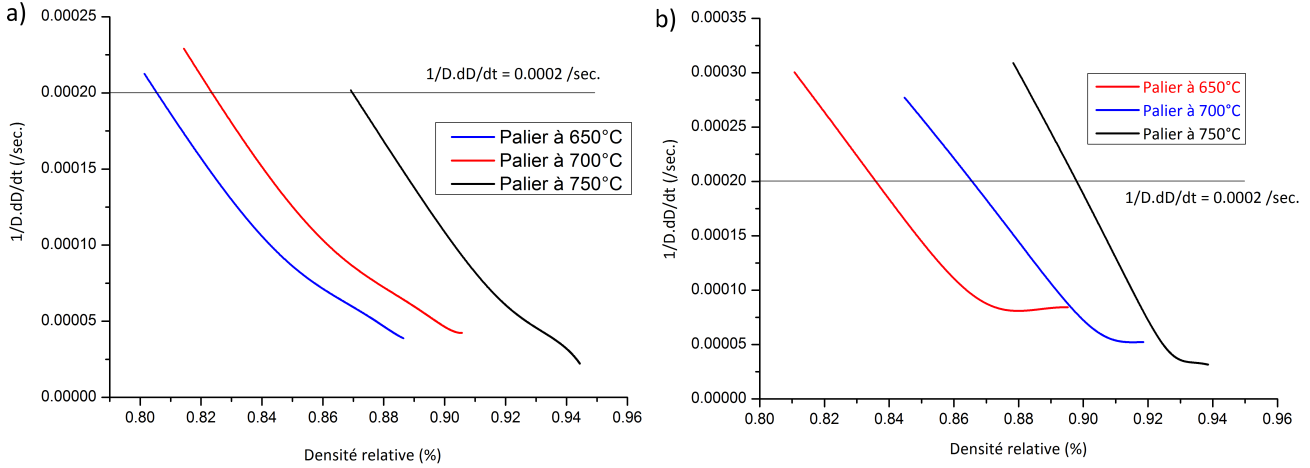 a)
0.00025
0.00020
0.00015
0.00010
0.00005
0.00000
1/D.dD/dt (/sec.)
1/D.dD/dt = 0.0002 /sec.
Palier à 650°C
Palier à 700°C
Palier à 750°C
0.80 0.82 0.84 0.86 0.88 0.90 0.92 0.94 0.96
Densité relative (%)
b)
0.00035
0.00030
0.00025
0.00020
0.00015
0.00010
0.00005
0.00000
1/D.dD/dt (/sec.)
Palier à 650°C
Palier à 700°C
Palier à 750°C
1/D.dD/dt = 0.0002 /sec.
0.80 0.82 0.84 0.86 0.88 0.90 0.92 0.94 0.96
Densité relative (%)